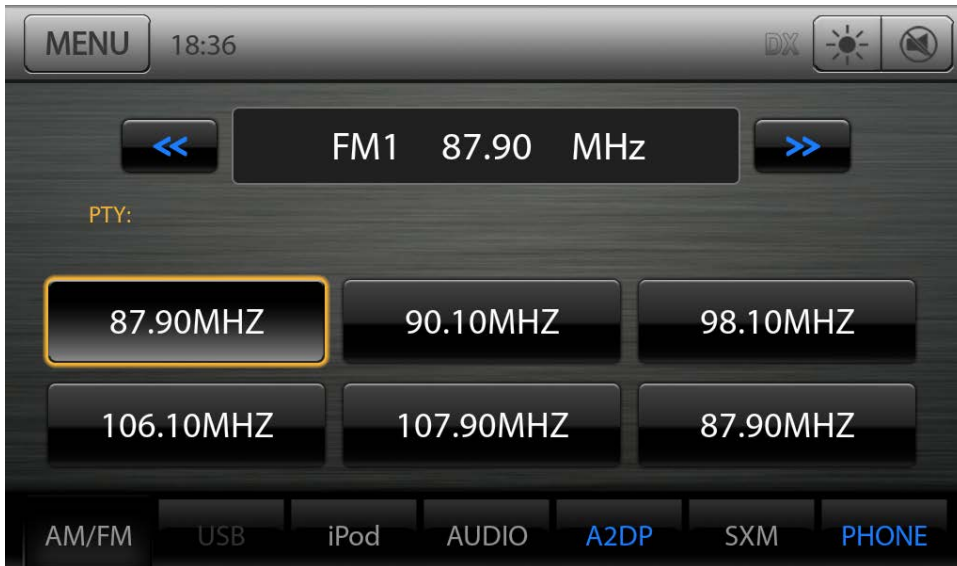 MENU 18:36 DX
<< FM1 87.90 MHz >>
PTY:
87.90MHZ 90.10MHZ 98.10MHZ
106.10MHZ 107.90MHZ 87.90MHZ
AM/FM USB iPod AUDIO A2DP SXM PHONE